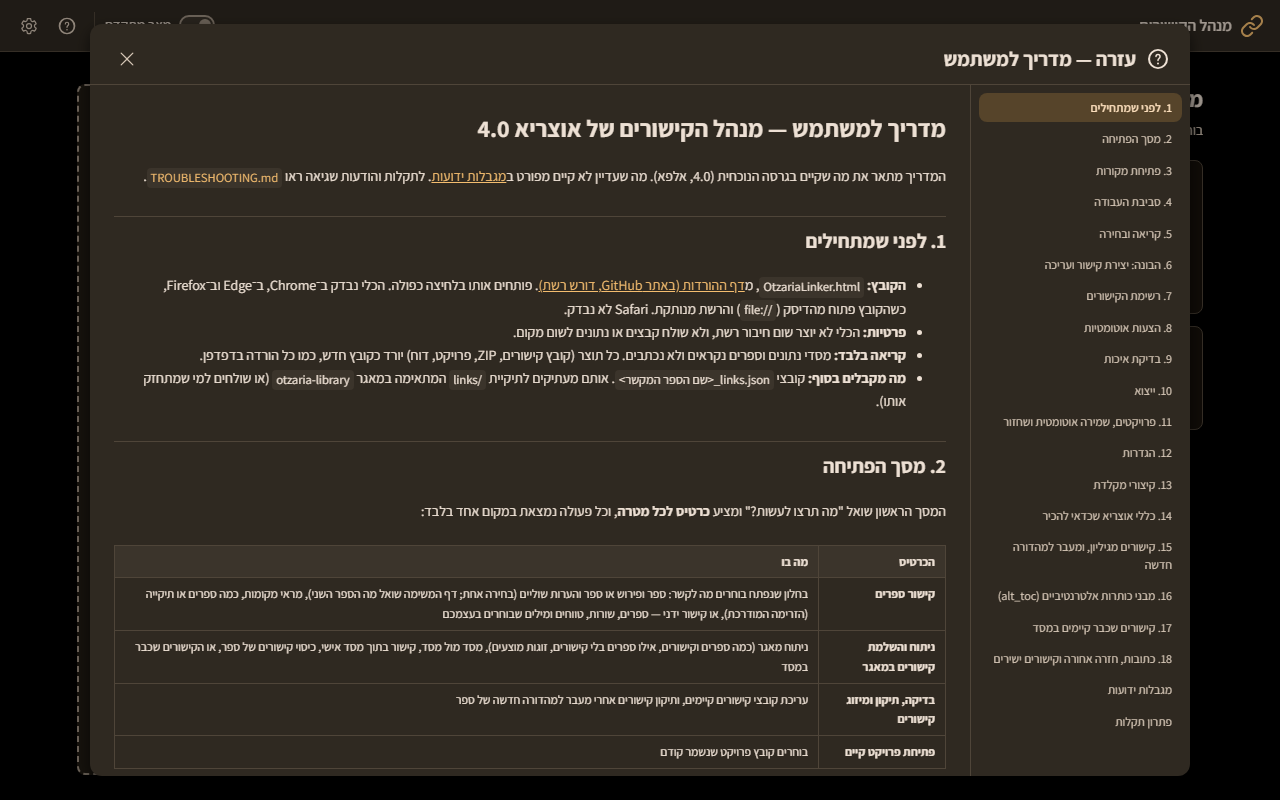 מנהל הקישורים
מצב מתקדם
עזרה — מדריך למשתמש
1. לפני שמתחילים
2. מסך הפתיחה
3. פתיחת מקורות
4. סביבת העבודה
5. קריאה ובחירה
6. הבונה: יצירת קישור ועריכה
7. רשימת הקישורים
8. הצעות אוטומטיות
9. בדיקת איכות
10. ייצוא
11. פרויקטים, שמירה אוטומטית ושחזור
12. הגדרות
13. קיצורי מקלדת
14. כללי אוצריא שכדאי להכיר
15. קישורים מגיליון, ומעבר למהדורה
חדשה
16. מבני כותרות אלטרנטיביים (alt_toc)
17. קישורים שכבר קיימים במסד
18. כתובות, חזרה אחורה וקישורים ישירים
מגבלות ידועות
פתרון תקלות
מדריך למשתמש — מנהל הקישורים של אוצריא 4.0
המדריך מתאר את מה שקיים בגרסה הנוכחית (4.0, אלפא). מה שעדיין לא קיים מפורט במגבלות ידועות. לתקלות והודעות שגיאה ראו TROUBLESHOOTING.md.
1. לפני שמתחילים
• הקובץ: OtzariaLinker.html, מדף ההורדות (באתר GitHub, דורש רשת). פותחים אותו בלחיצה כפולה. הכלי נבדק ב־Chrome, ב־Edge וב־Firefox,
כשהקובץ פתוח מהדיסק (file://) והרשת מנותקת. Safari לא נבדק.
• פרטיות: הכלי לא יוצר שום חיבור רשת, ולא שולח קבצים או נתונים לשום מקום.
• קריאה בלבד: מסדי נתונים וספרים נקראים ולא נכתבים. כל תוצר (קובץ קישורים, ZIP, פרויקט, דוח) יורד כקובץ חדש, כמו כל הורדה בדפדפן.
• מה מקבלים בסוף: קובצי <שם הספר המקשר>_links.json. אותם מעתיקים לתיקיית links/ המתאימה במאגר otzaria-library (או שולחים למי שמתחזק
אותו).
2. מסך הפתיחה
המסך הראשון שואל "מה תרצו לעשות?" ומציע כרטיס לכל מטרה, וכל פעולה נמצאת במקום אחד בלבד:
הכרטיס מה בו
קישור ספרים בחלון שנפתח בוחרים מה לקשר: ספר ופירוש או ספר והערות שוליים (בחירה אחת; דף המשימה שואל מה הספר השני), מראי מקומות, כמה ספרים או תיקייה
(הזרימה המודרכת), או קישור ידני — ספרים, שורות, טווחים ומילים שבוחרים בעצמכם
ניתוח והשלמת ניתוח מאגר (כמה ספרים וקישורים, אילו ספרים בלי קישורים, זוגות מוצעים), מסד מול מסד, קישור בתוך מסד אישי, כיסוי קישורים של ספר, או הקישורים שכבר
קישורים במאגר במסד
בדיקה, תיקון ומיזוג עריכת קובצי קישורים קיימים, ותיקון קישורים אחרי מעבר למהדורה חדשה של ספר
קישורים
פתיחת פרויקט קיים בוחרים קובץ פרויקט שנשמר קודם